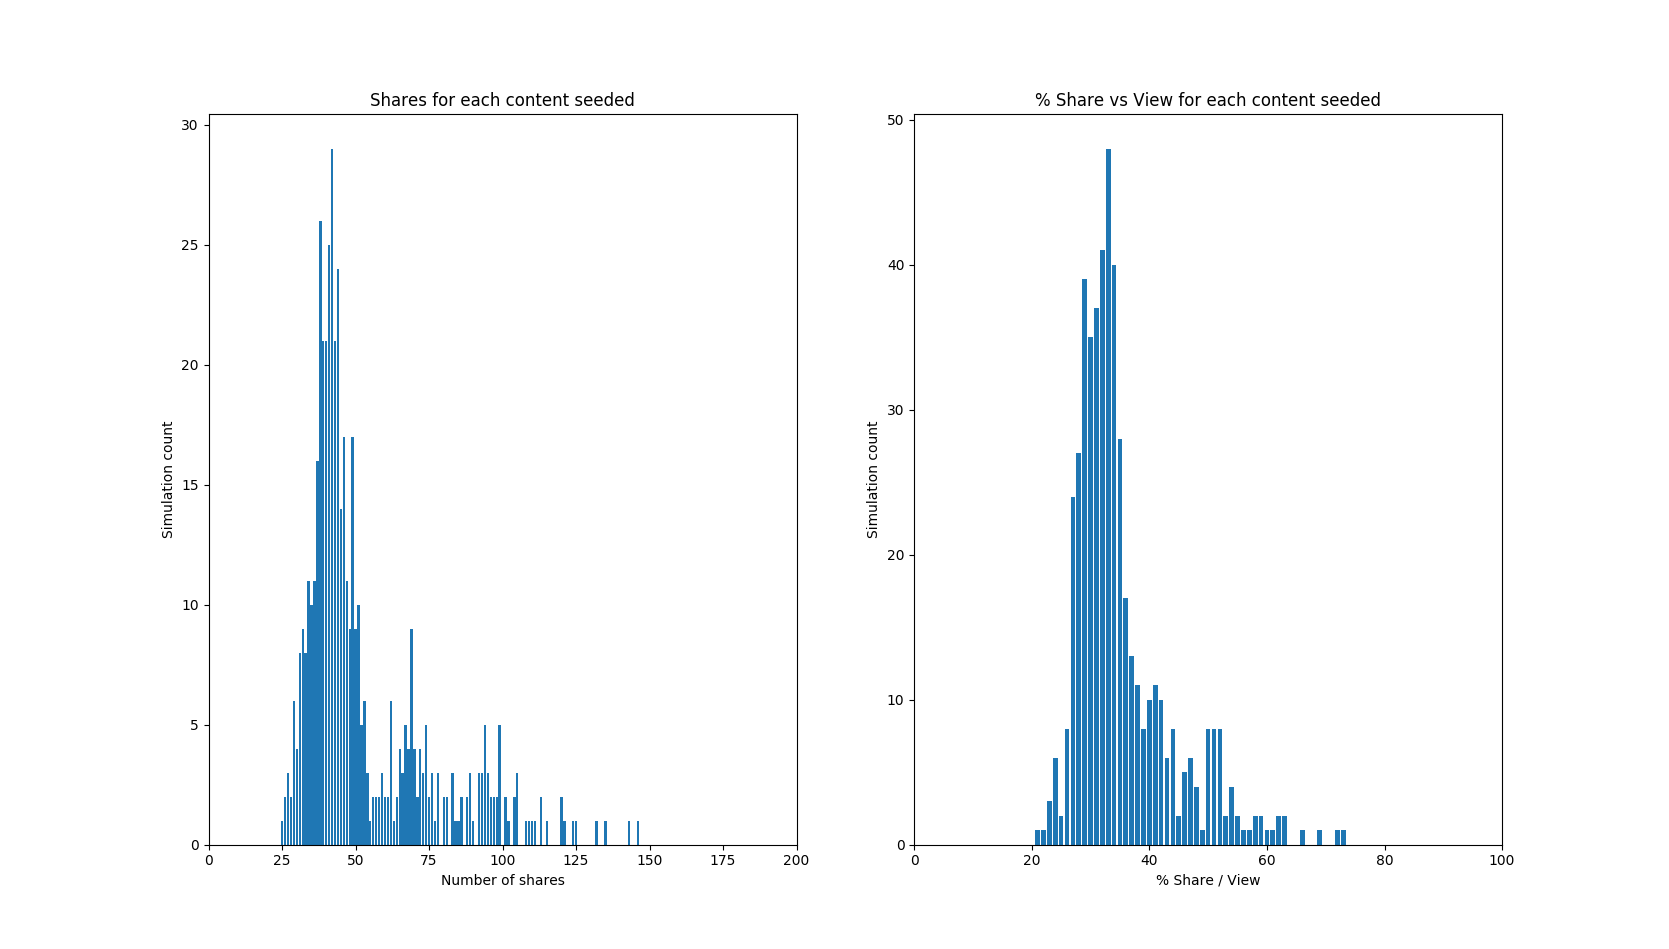 Shares for each content seeded
30
25
20
15
10
5
0
Simulation count
0 25 50 75 100 125 150 175 200
Number of shares
% Share vs View for each content seeded
50
40
30
20
10
0
Simulation count
0 20 40 60 80 100
% Share / View